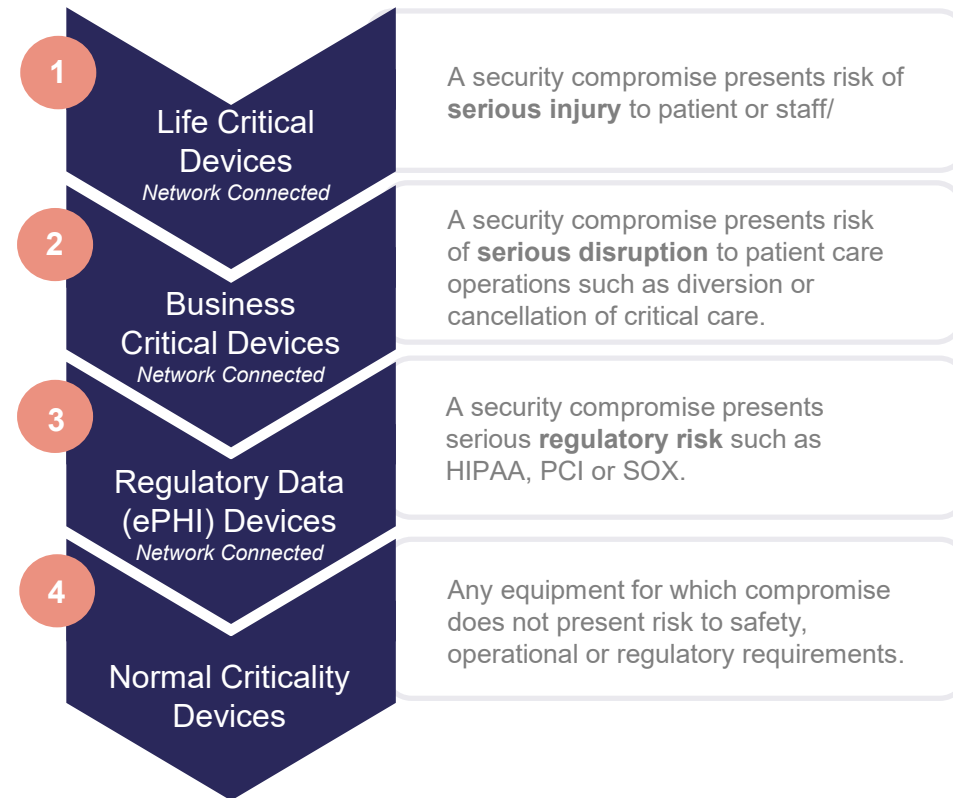 1
Life Critical
Devices
Network Connected
A security compromise presents risk of
serious injury to patient or staff/
2
Business
Critical Devices
Network Connected
A security compromise presents risk
of serious disruption to patient care
operations such as diversion or
cancellation of critical care.
3
Regulatory Data
(ePHI) Devices
Network Connected
A security compromise presents
serious regulatory risk such as
HIPAA, PCI or SOX.
4
Normal Criticality
Devices
Any equipment for which compromise
does not present risk to safety,
operational or regulatory requirements.